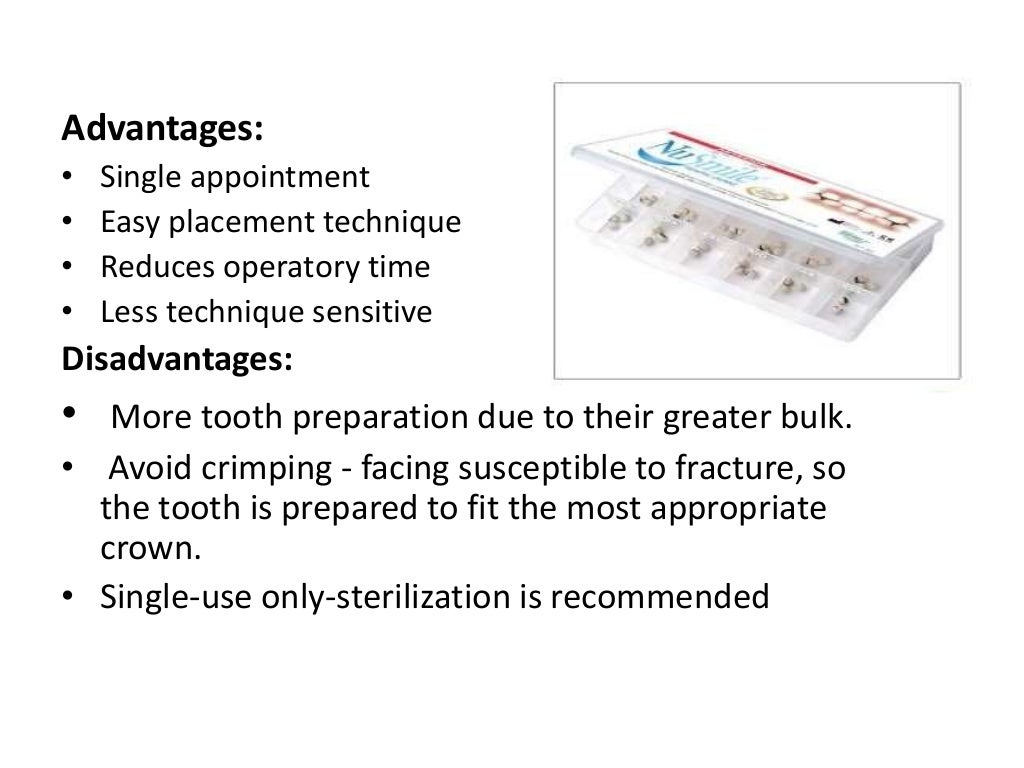 Advantages:
• Single appointment
• Easy placement technique
• Reduces operatory time
• Less technique sensitive
Disadvantages:
• More tooth preparation due to their greater bulk.
• Avoid crimping - facing susceptible to fracture, so
the tooth is prepared to fit the most appropriate
crown.
• Single-use only-sterilization is recommended
NuSmile